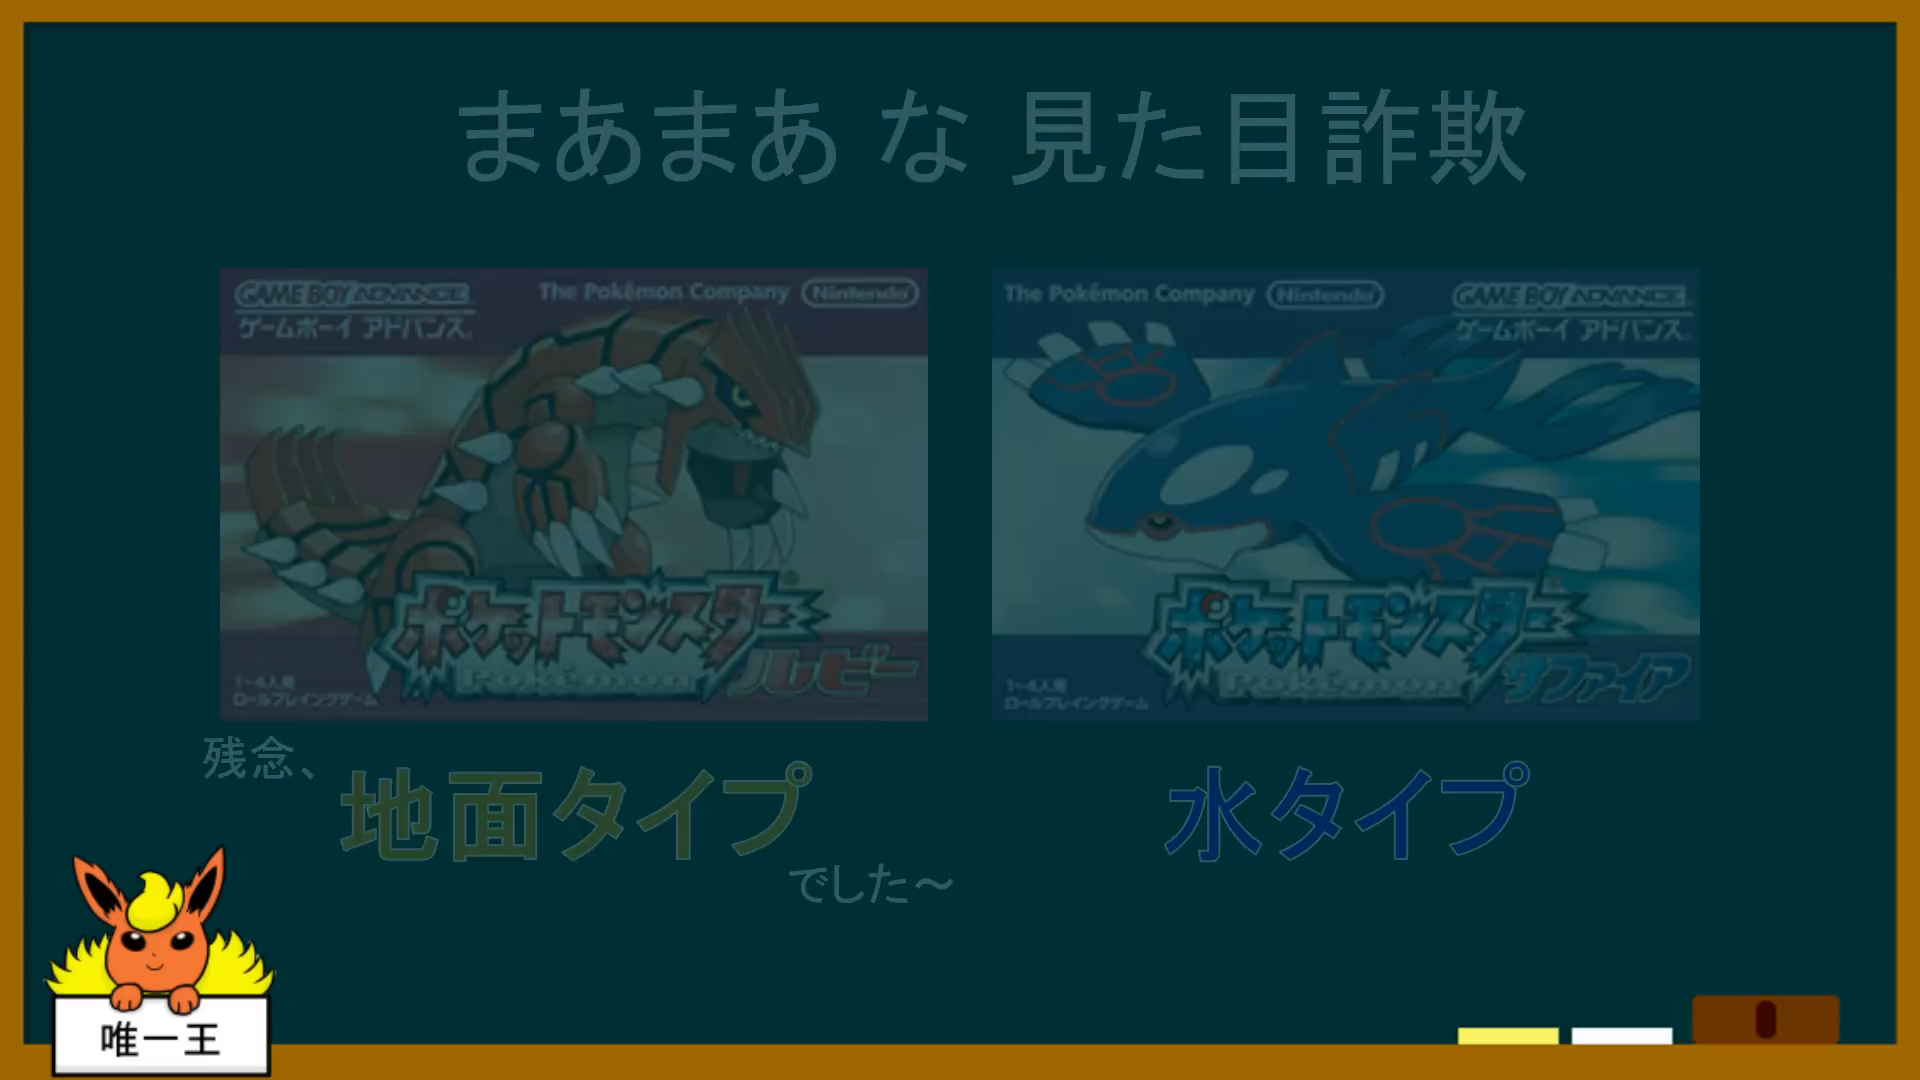 まあまあ な 見た目詐欺
GAME BOY ADVANCE
ゲームボーイ アドバンス
The Pokémon Company Nintendo
ポケットモンスター
POKÉMON
ルビー
1~4人用
ロールプレイングゲーム
The Pokémon Company Nintendo
GAME BOY ADVANCE
ゲームボーイ アドバンス
ポケットモンスター
POKÉMON
サファイア
1~4人用
ロールプレイングゲーム
残念、
地面タイプ
でした～
水タイプ
唯一王